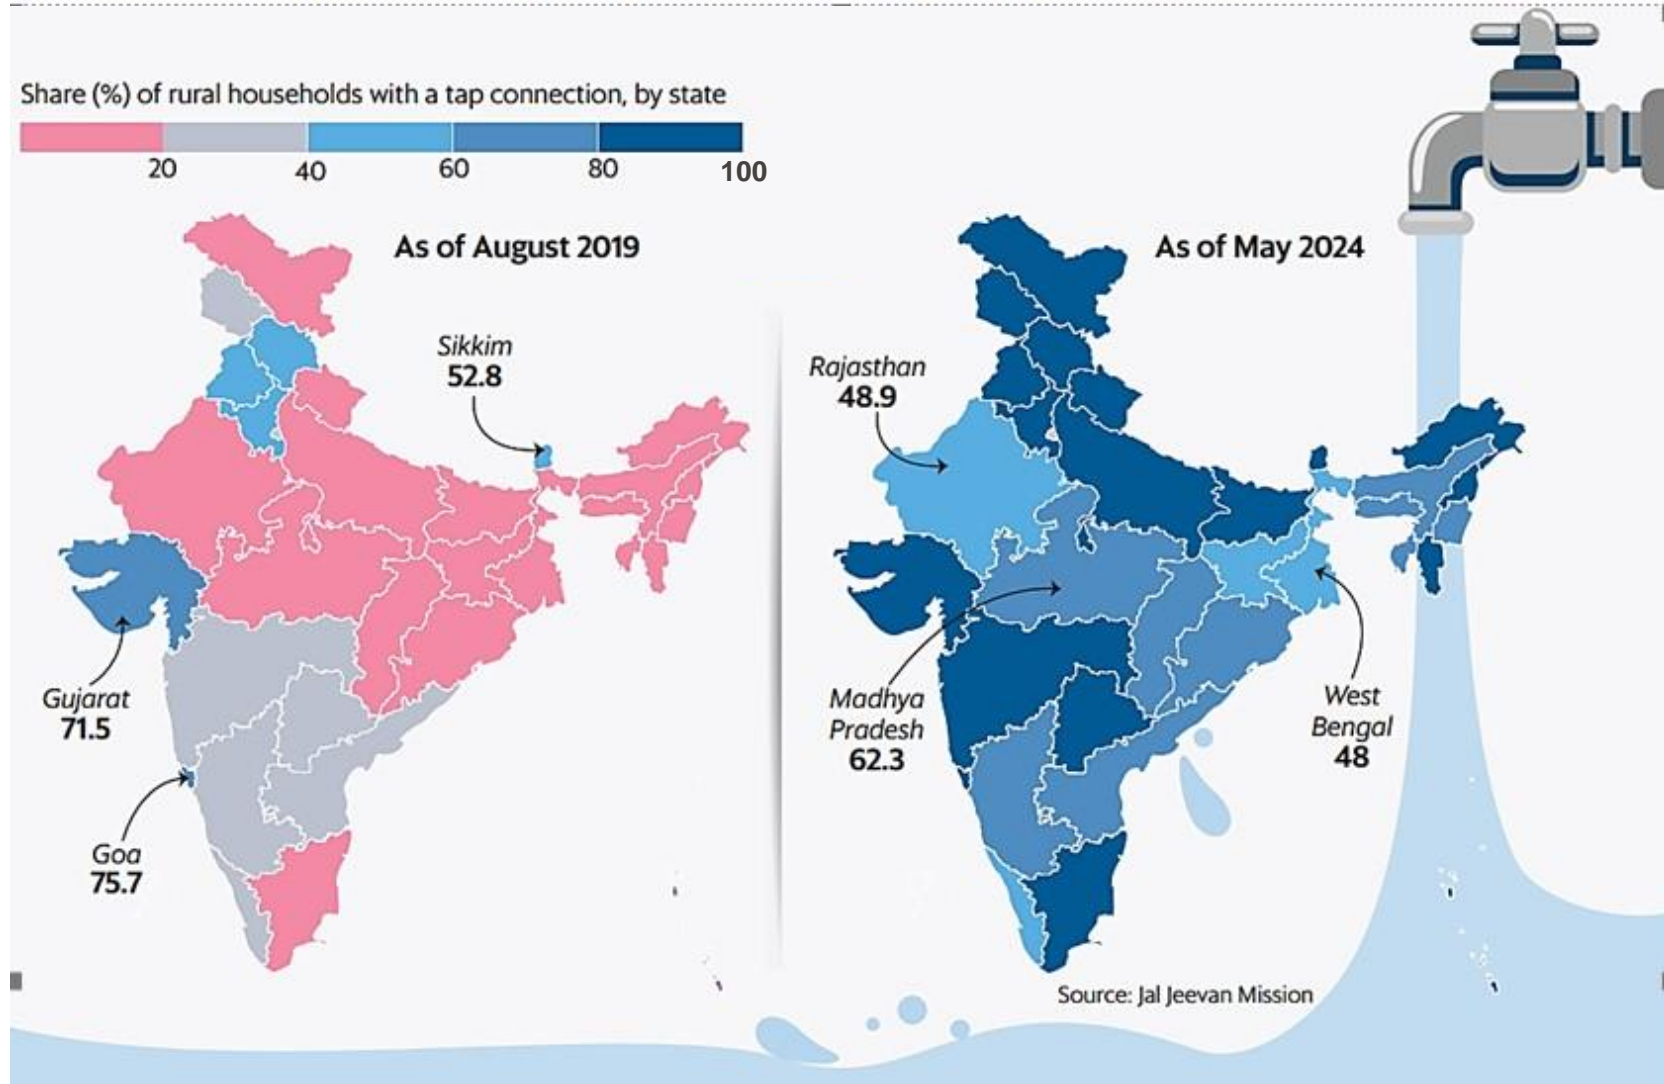 Share (%) of rural households with a tap connection, by state
20
40
60
80
100
As of August 2019
Sikkim
52.8
Gujarat
71.5
Goa
75.7
As of May 2024
Rajasthan
48.9
Madhya
Pradesh
62.3
West
Bengal
48
Source: Jal Jeevan Mission